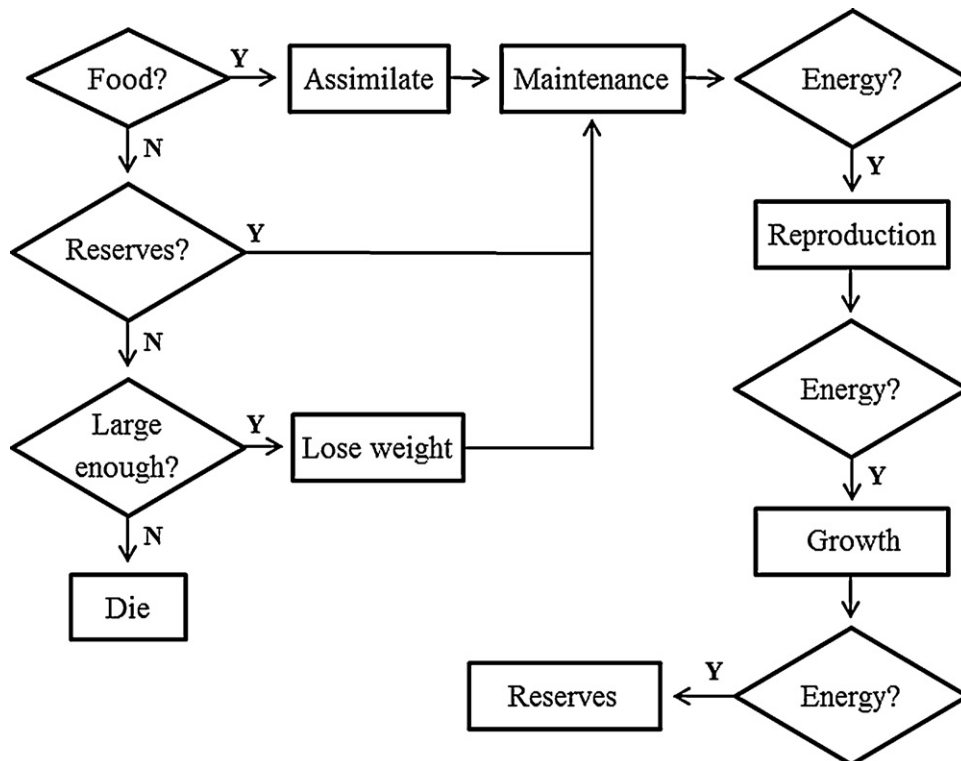 Food?
Y
Assimilate
Maintenance
Energy?
N
Y
Reserves?
Y
Reproduction
N
Energy?
Large
enough?
Y
Lose weight
Y
N
Growth
Die
Energy?
Y
Reserves